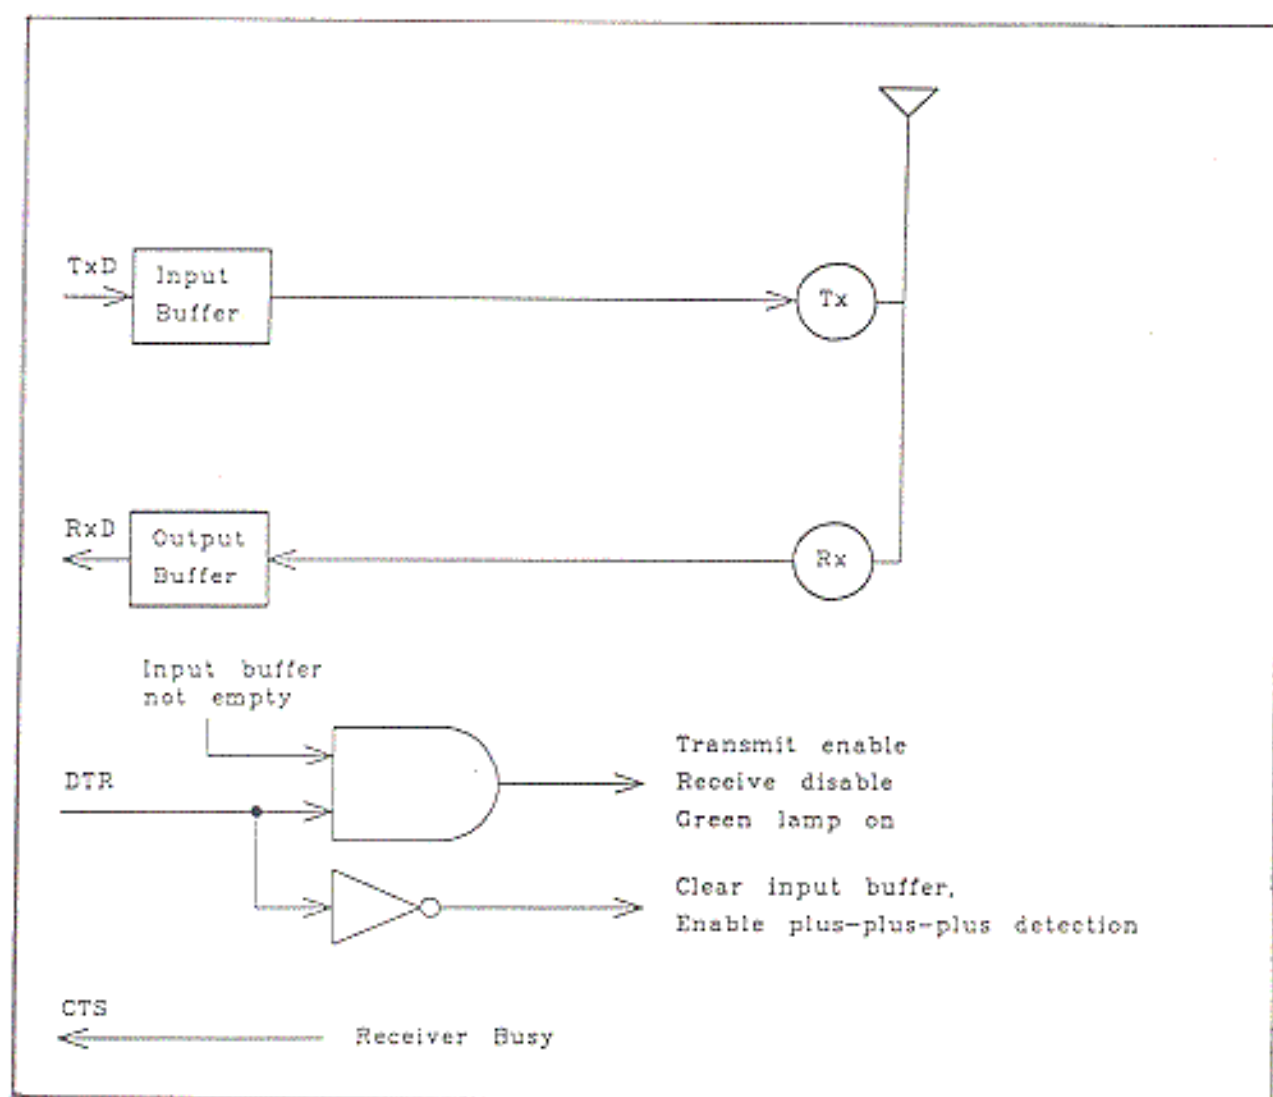 TxD
Input
Buffer
Tx
RxD
Output
Buffer
Rx
Input buffer
not empty
DTR
Transmit enable
Receive disable
Green lamp on
Clear input buffer,
Enable plus-plus-plus detection
CTS
Receiver Busy